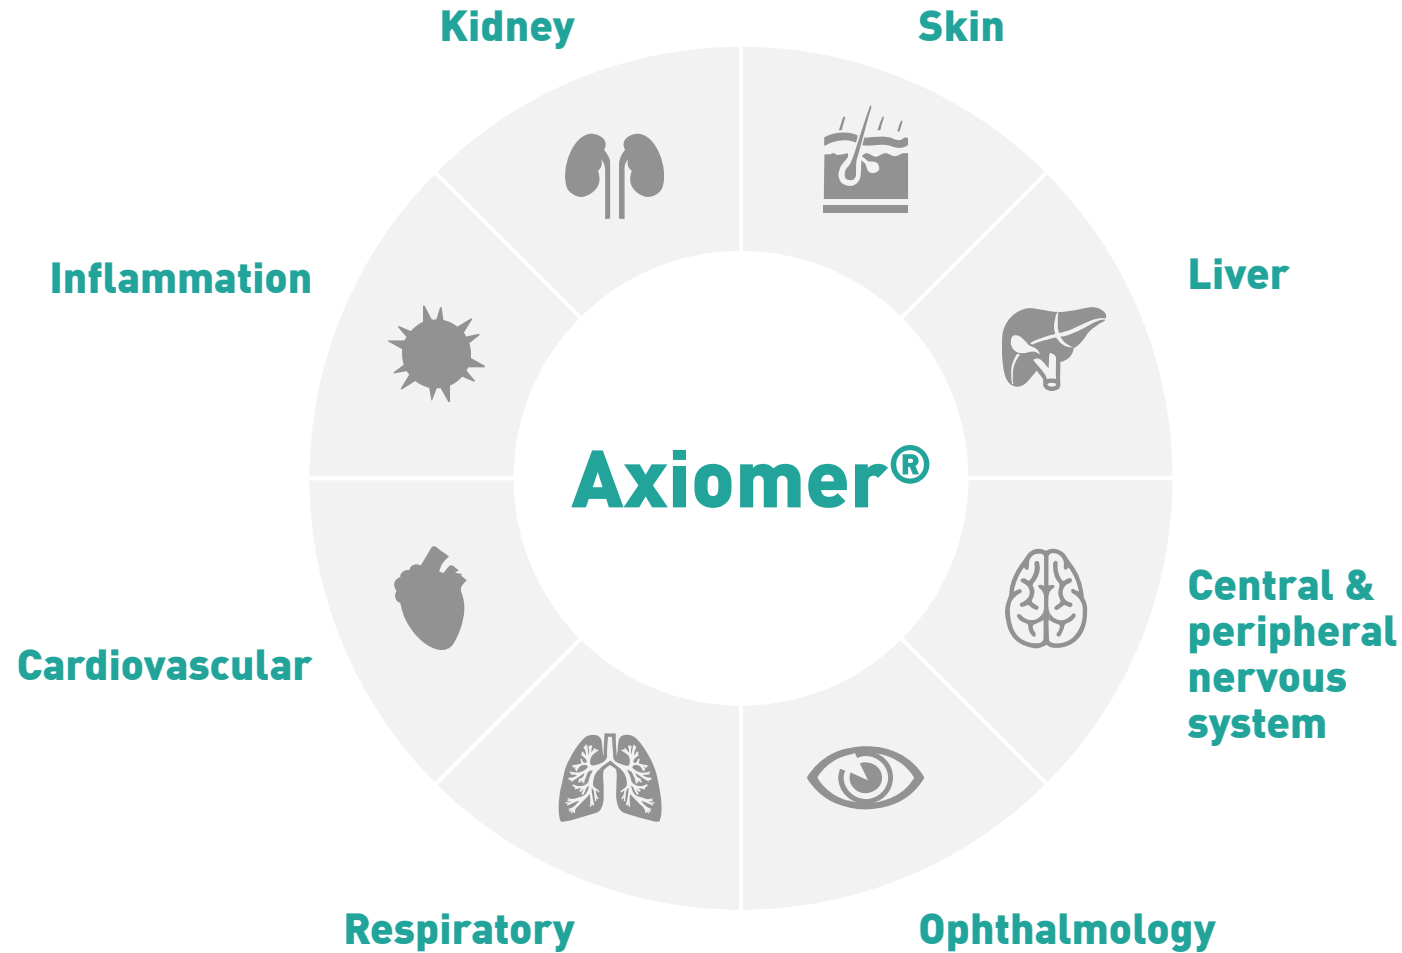 Kidney
Skin
Inflammation
Liver
Axiomer®
Central &
peripheral
nervous
system
Cardiovascular
Respiratory
Ophthalmology